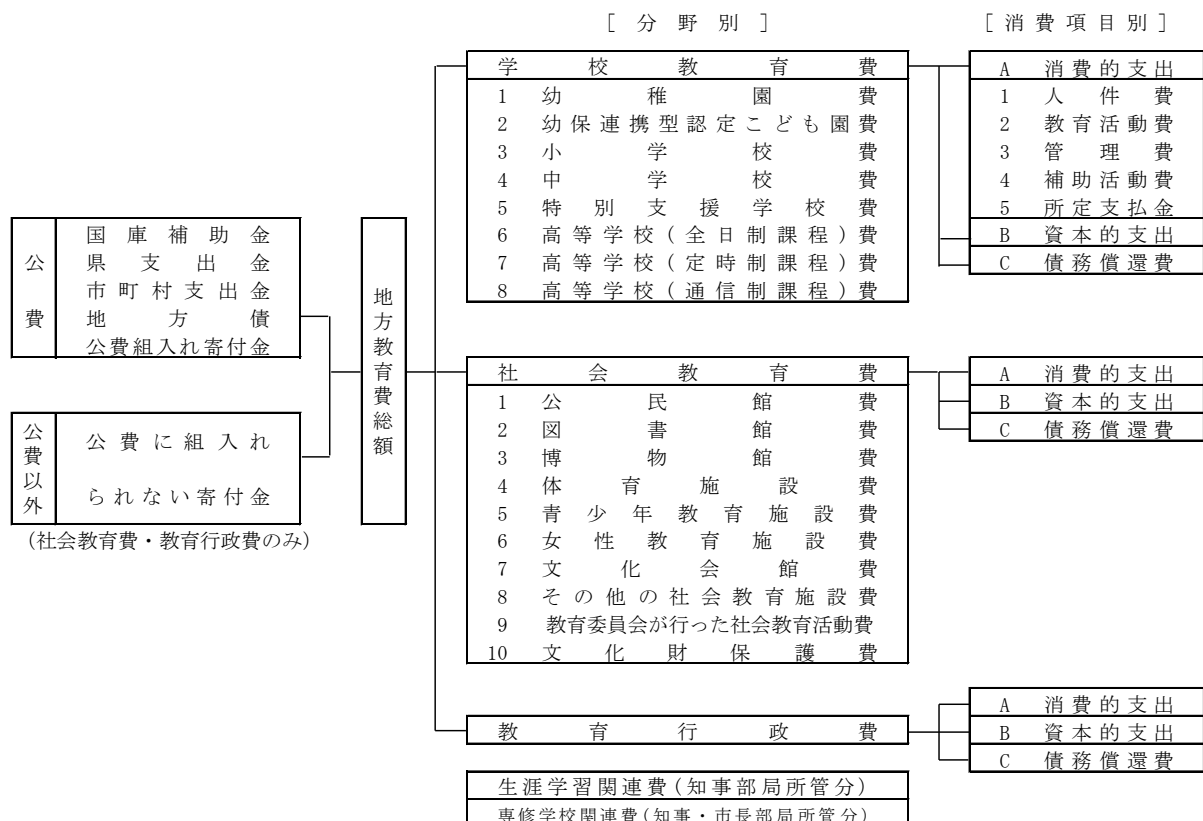 [ 分 野 別 ]
[ 消 費 項 目 別 ]
公費
国庫補助金
県支出金
市町村支出金
地方債
公費組入れ寄付金
公費以外
公費に組入れ
られない寄付金
(社会教育費・教育行政費のみ)
地方教育費総額
学校教育費
1 幼稚園費
2 幼保連携型認定こども園費
3 小学校費
4 中学校費
5 特別支援学校費
6 高等学校(全日制課程)費
7 高等学校(定時制課程)費
8 高等学校(通信制課程)費
A 消費的支出
1 人件費
2 教育活動費
3 管理費
4 補助活動費
5 所定支払金
B 資本的支出
C 債務償還費
社会教育費
1 公民館費
2 図書館費
3 博物館費
4 体育施設費
5 青少年教育施設費
6 女性教育施設費
7 文化会館費
8 その他の社会教育施設費
9 教育委員会が行った社会教育活動費
10 文化財保護費
A 消費的支出
B 資本的支出
C 債務償還費
教育行政費
A 消費的支出
B 資本的支出
C 債務償還費
生涯学習関連費(知事部局所管分)
専修学校関連費(知事・市長部局所管分)